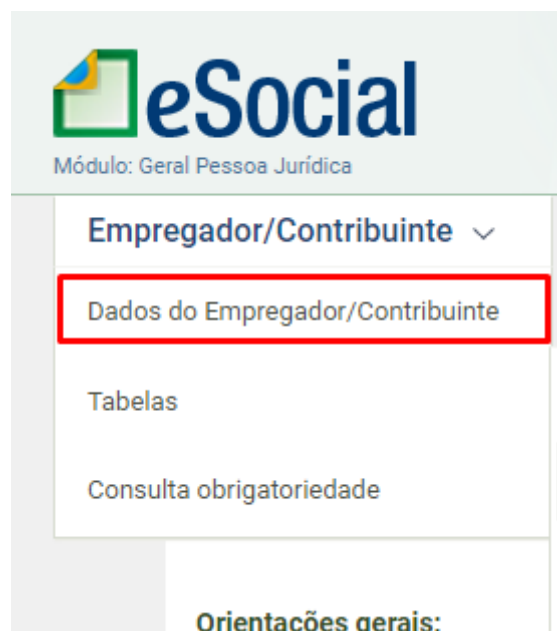 eSocial
Módulo: Geral Pessoa Jurídica
Empregador/Contribuinte
Dados do Empregador/Contribuinte
Tabelas
Consulta obrigatoriedade
Orientações gerais: